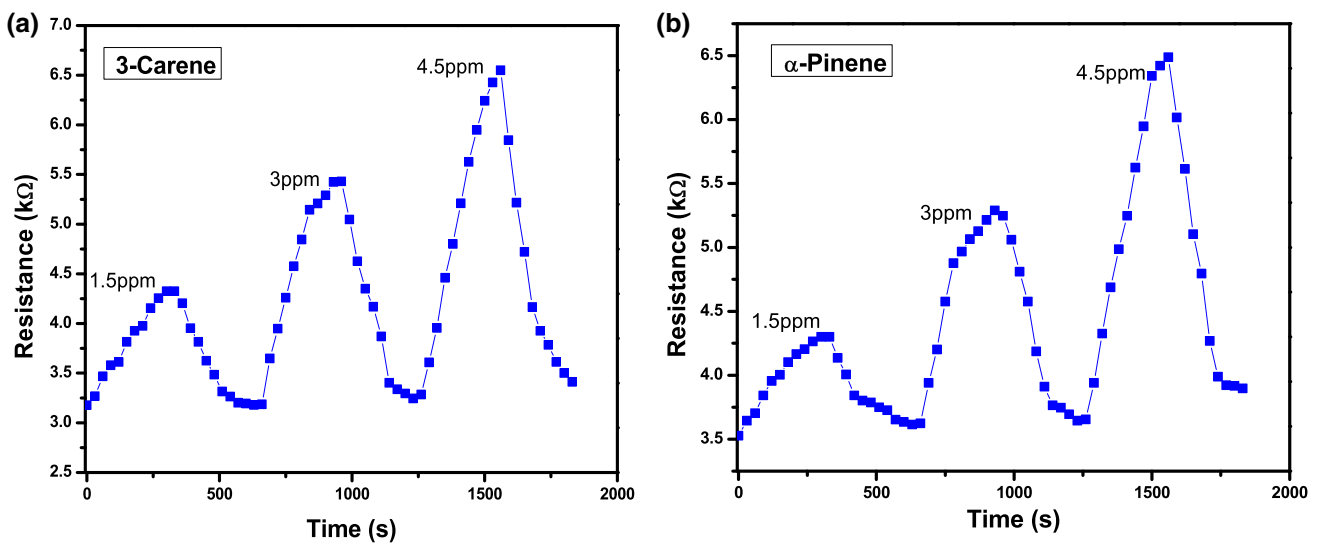 (a)
3-Carene
7.0
6.5
6.0
5.5
5.0
4.5
4.0
3.5
3.0
2.5
Resistance (kΩ)
1.5ppm
3ppm
4.5ppm
0
500
1000
1500
2000
Time (s)
(b)
α-Pinene
6.5
6.0
5.5
5.0
4.5
4.0
3.5
Resistance (kΩ)
1.5ppm
3ppm
4.5ppm
0
500
1000
1500
2000
Time (s)